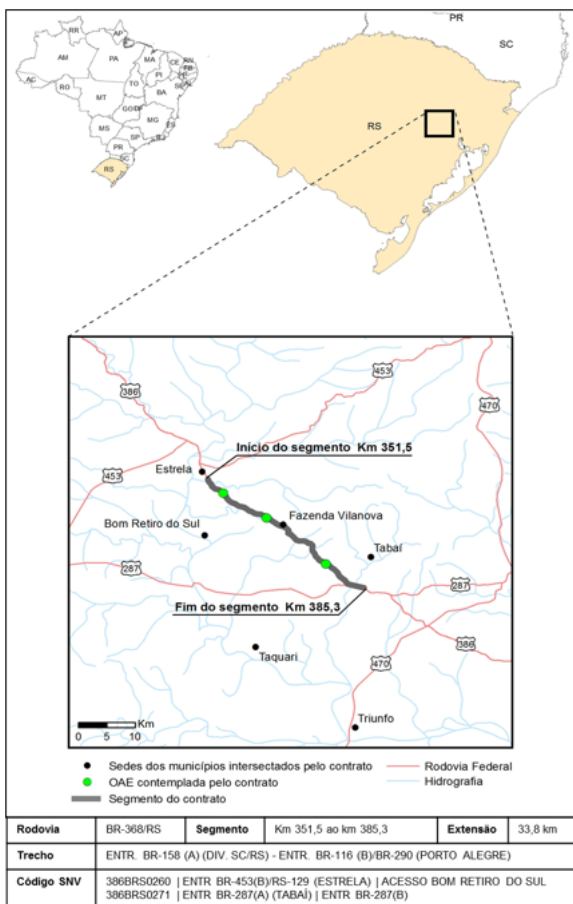 PR
SC
RS
RR
AP
AM
PA
MA
CE
RN
PB
AC
RO
TO
PI
AL
SE
MT
BA
GO
DF
MG
MS
ES
SP
RJ
PR
SC
RS
453
386
470
Início do segmento Km 351,5
Estrela
453
Fazenda Vilanova
Bom Retiro do Sul
Tabaí
287
287
Fim do segmento Km 385,3
386
Taquari
470
Triunfo
Km
0 5 10
Sedes dos municípios intersectados pelo contrato
Rodovia Federal
OAE contemplada pelo contrato
Hidrografia
Segmento do contrato
Rodovia BR-368/RS Segmento Km 351,5 ao km 385,3 Extensão 33,8 km
Trecho ENTR. BR-158 (A) (DIV. SC/RS) - ENTR. BR-116 (B)/BR-290 (PORTO ALEGRE)
Código SNV 386BRS0260 | ENTR BR-453(B)/RS-129 (ESTRELA) | ACESSO BOM RETIRO DO SUL
386BRS0271 | ENTR BR-287(A) (TABAÍ) | ENTR BR-287(B)